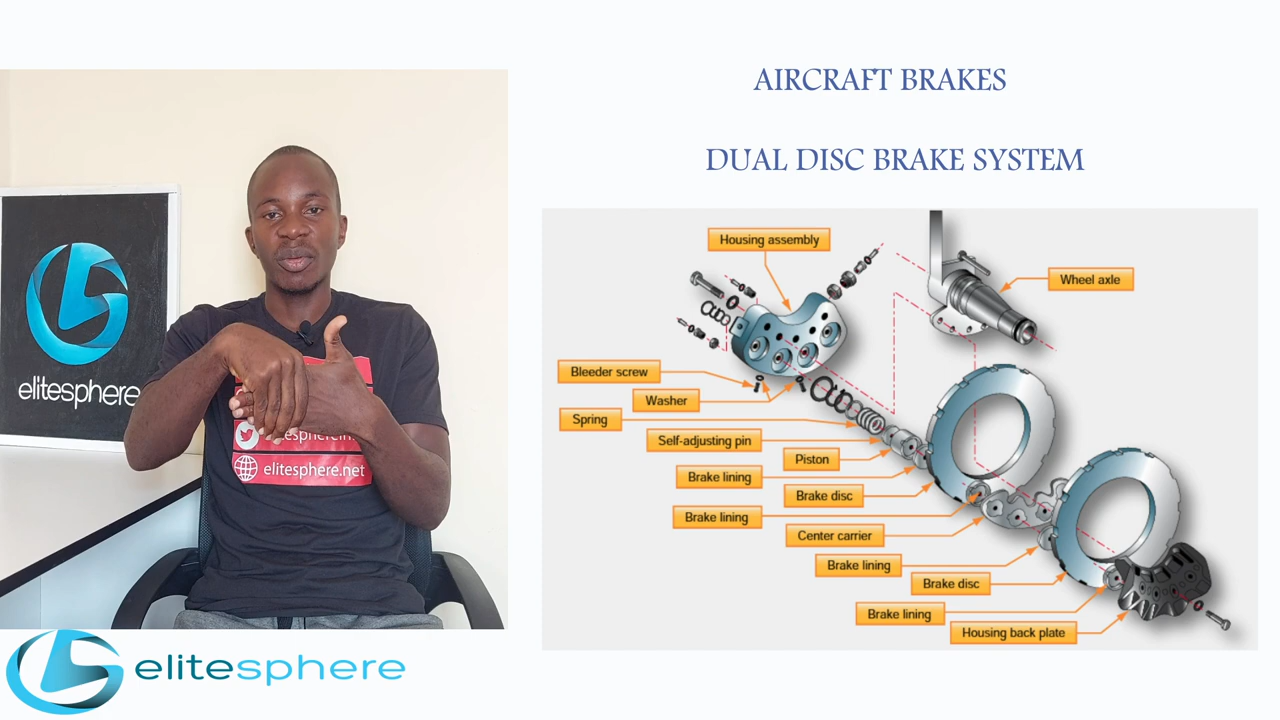 AIRCRAFT BRAKES
DUAL DISC BRAKE SYSTEM
Housing assembly
Wheel axle
Bleeder screw
Washer
Spring
Self-adjusting pin
Piston
Brake lining
Brake disc
Brake lining
Center carrier
Brake lining
Brake disc
Brake lining
Housing back plate
elitesphere
elitesphere.net
elitesphere